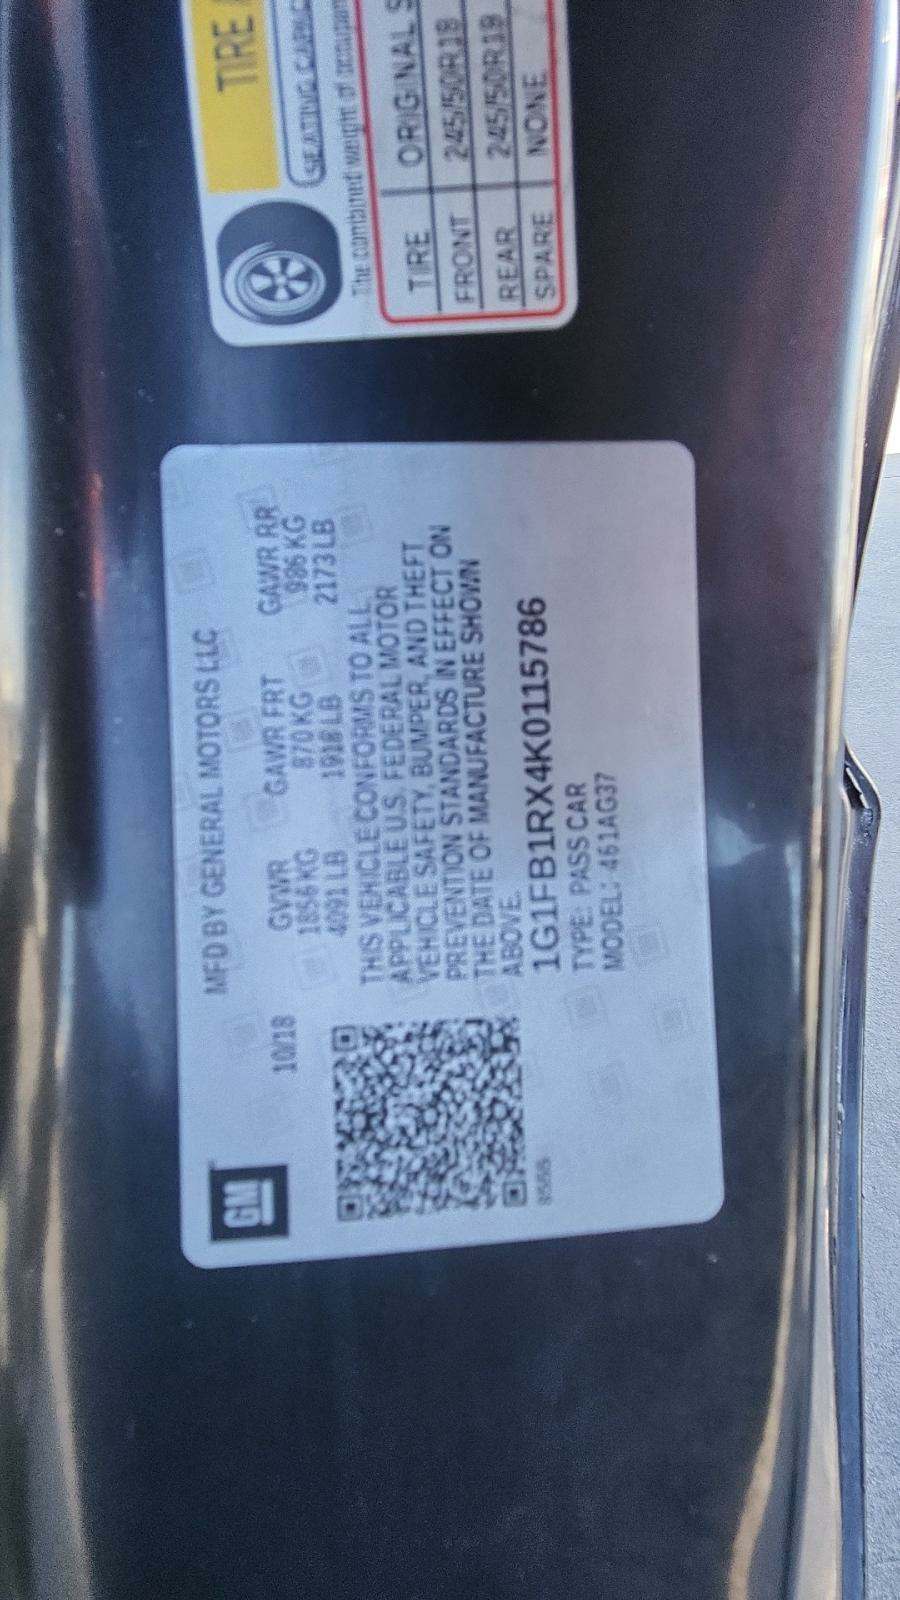 GM
MFD BY GENERAL MOTORS LLC
10/18 GVWR GAWR FRT GAWR RR
1856 KG 870 KG 986 KG
4091 LB 1918 LB 2173 LB
THIS VEHICLE CONFORMS TO ALL
APPLICABLE U.S. FEDERAL MOTOR
VEHICLE SAFETY, BUMPER, AND THEFT
PREVENTION STANDARDS IN EFFECT ON
THE DATE OF MANUFACTURE SHOWN
ABOVE.
1G1FB1RX4K0115786
TYPE: PASS CAR
MODEL: 461AG37
TIRE
SEATING CAPAC
The combined weight of occupan
TIRE ORIGINAL S
FRONT 245/50R18
REAR 245/50R18
SPARE NONE